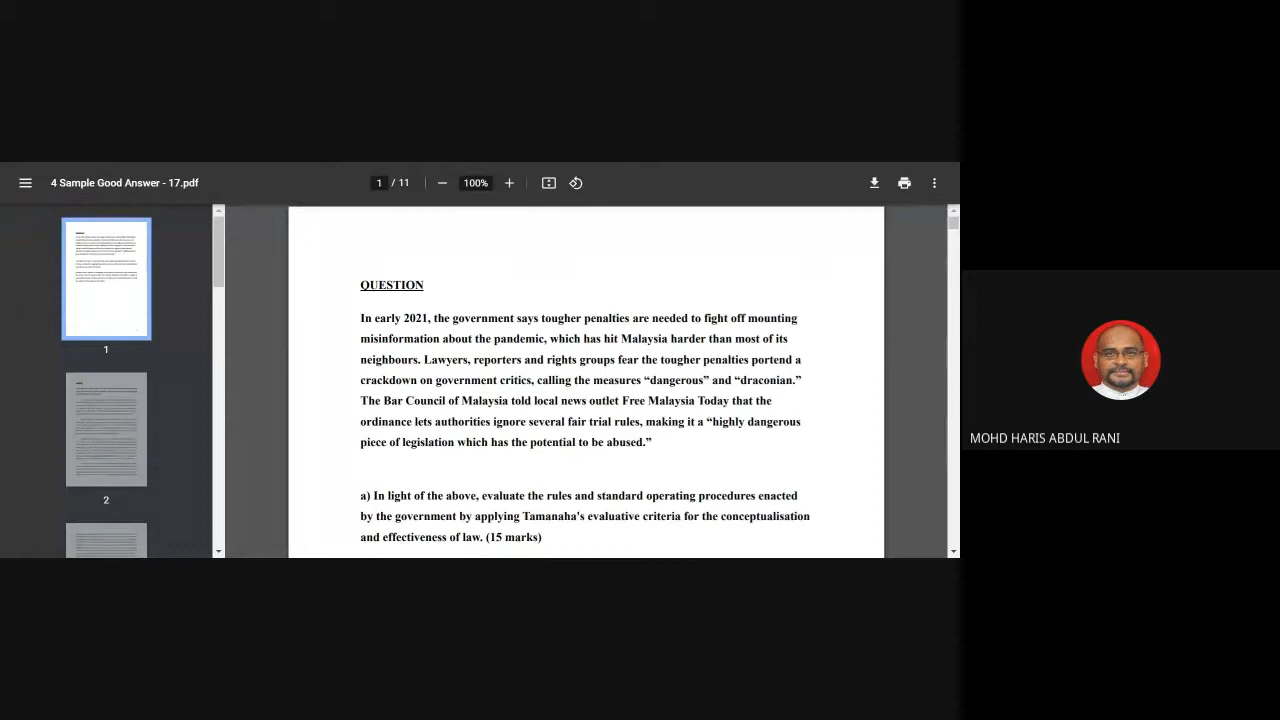 4 Sample Good Answer - 17.pdf
1 / 11
100%
1
2
QUESTION
In early 2021, the government says tougher penalties are needed to fight off mounting
misinformation about the pandemic, which has hit Malaysia harder than most of its
neighbours. Lawyers, reporters and rights groups fear the tougher penalties portend a
crackdown on government critics, calling the measures “dangerous” and “draconian.”
The Bar Council of Malaysia told local news outlet Free Malaysia Today that the
ordinance lets authorities ignore several fair trial rules, making it a “highly dangerous
piece of legislation which has the potential to be abused.”
a) In light of the above, evaluate the rules and standard operating procedures enacted
by the government by applying Tamanaha's evaluative criteria for the conceptualisation
and effectiveness of law. (15 marks)
MOHD HARIS ABDUL RANI